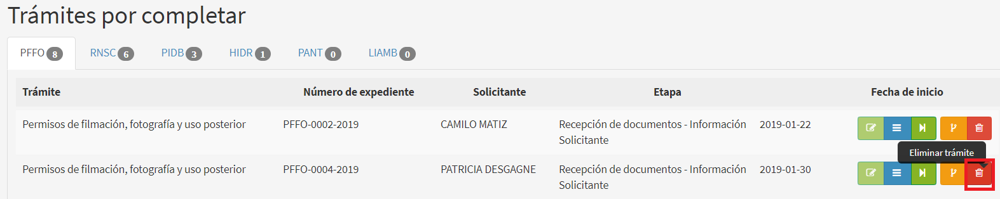 Trámites por completar
PFFO 8 RNSC 6 PIDB 3 HIDR 1 PANT 0 LIAMB 0
Trámite Número de expediente Solicitante Etapa Fecha de inicio
Permisos de filmación, fotografía y uso posterior PFFO-0002-2019 CAMILO MATIZ Recepción de documentos - Información 2019-01-22
Solicitante
Eliminar trámite
Permisos de filmación, fotografía y uso posterior PFFO-0004-2019 PATRICIA DESGAGNE Recepción de documentos - Información 2019-01-30
Solicitante